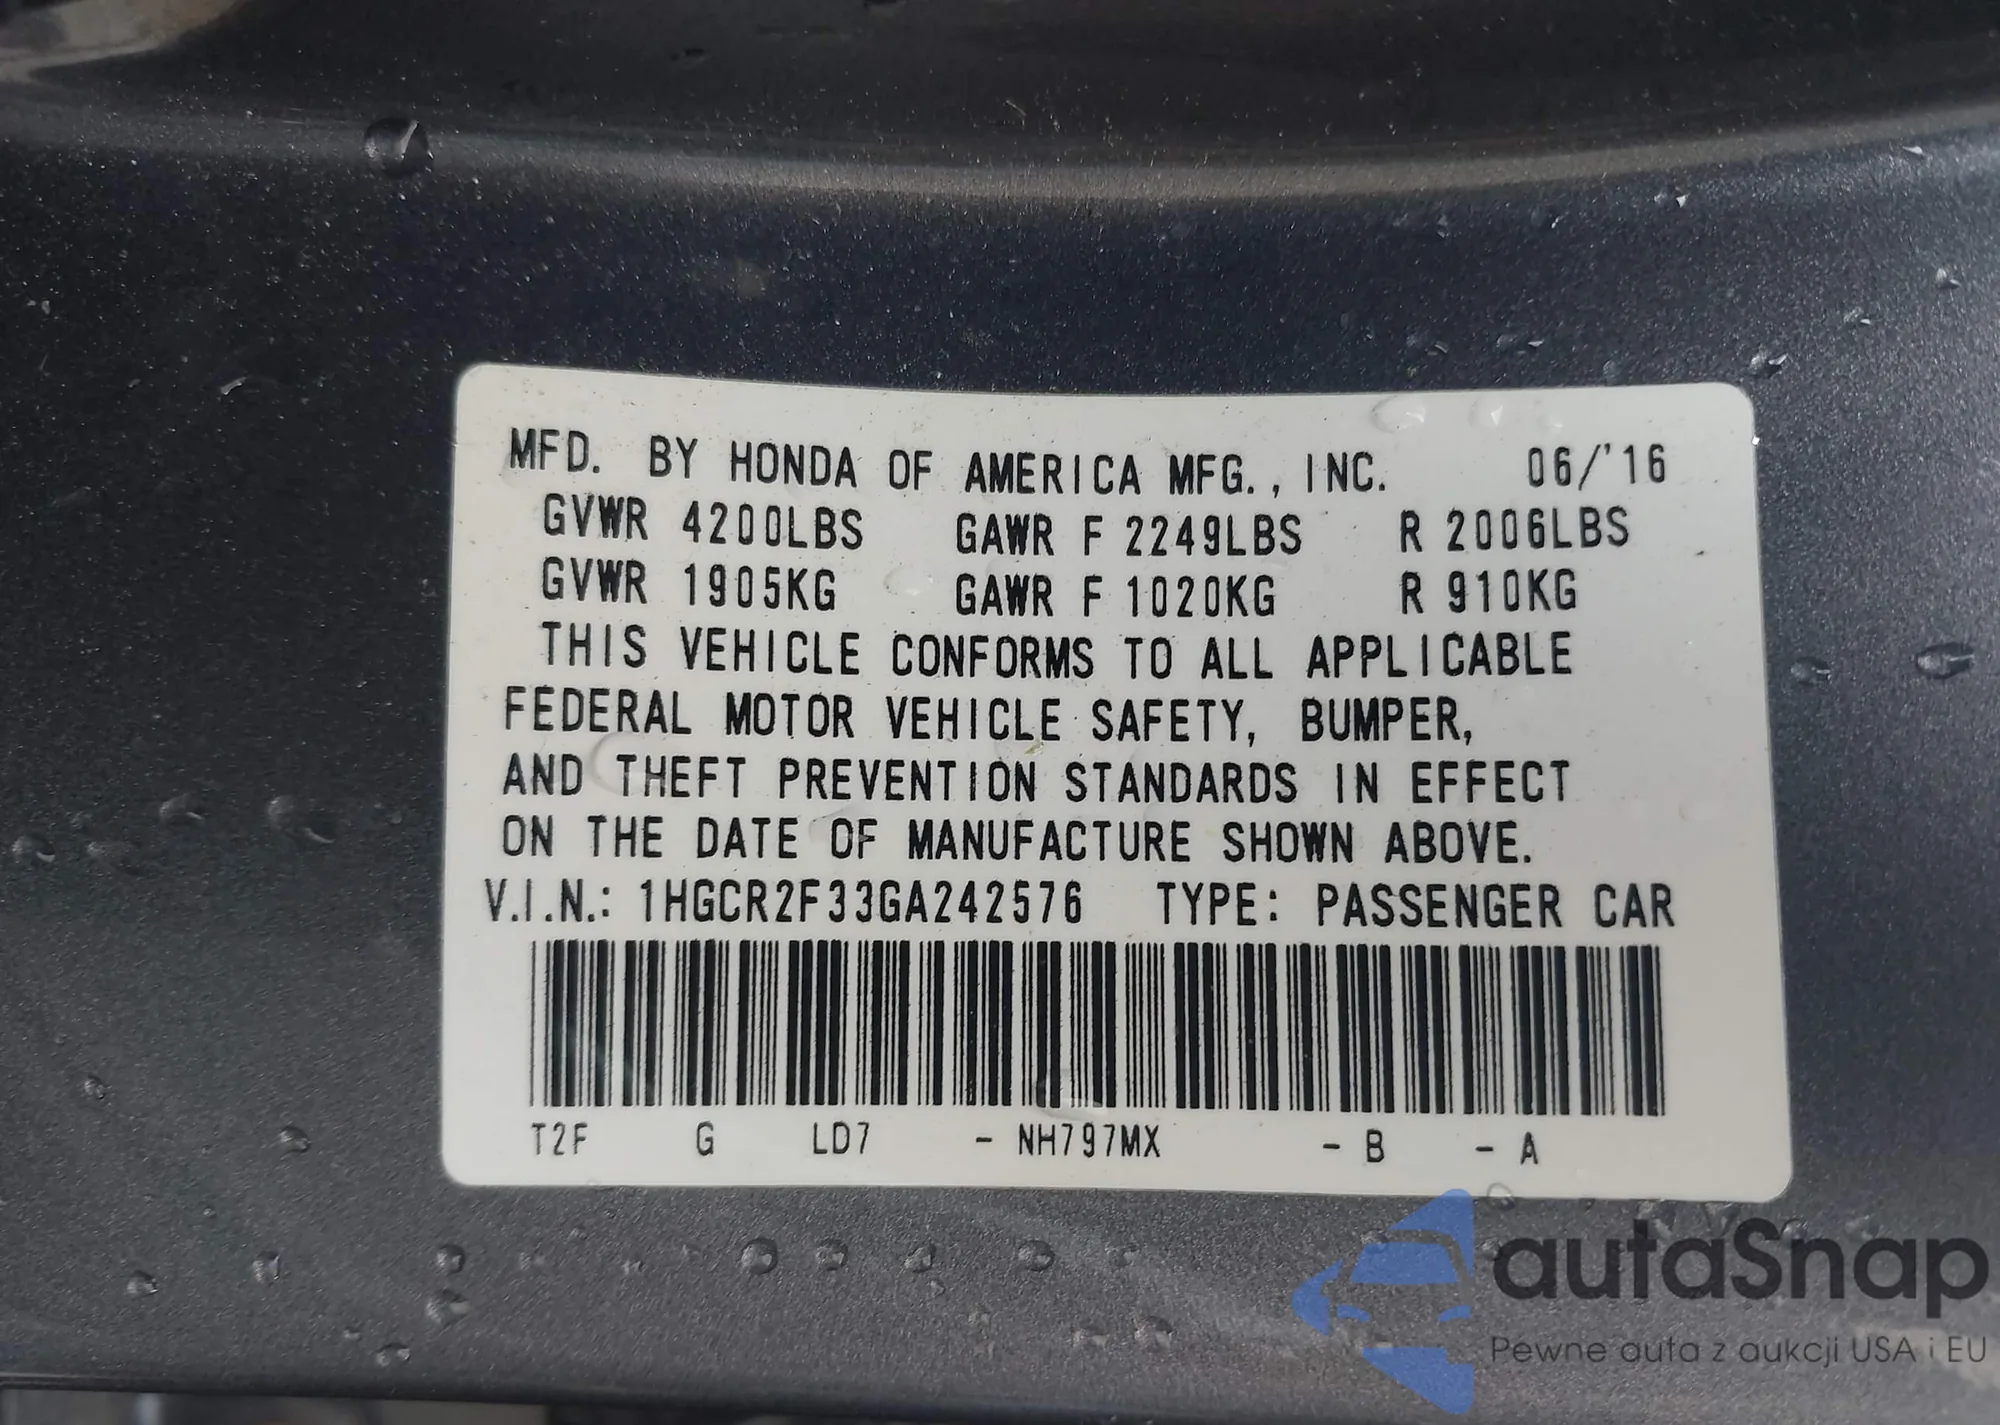 MFD. BY HONDA OF AMERICA MFG., INC. 06/'16
GVWR 4200LBS GAWR F 2249LBS R 2006LBS
GVWR 1905KG GAWR F 1020KG R 910KG
THIS VEHICLE CONFORMS TO ALL APPLICABLE
FEDERAL MOTOR VEHICLE SAFETY, BUMPER,
AND THEFT PREVENTION STANDARDS IN EFFECT
ON THE DATE OF MANUFACTURE SHOWN ABOVE.
V.I.N.: 1HGCR2F33GA242576 TYPE: PASSENGER CAR
T2F G LD7 - NH797MX - B - A
autaSnap
Pewne auta z aukcji USA i EU